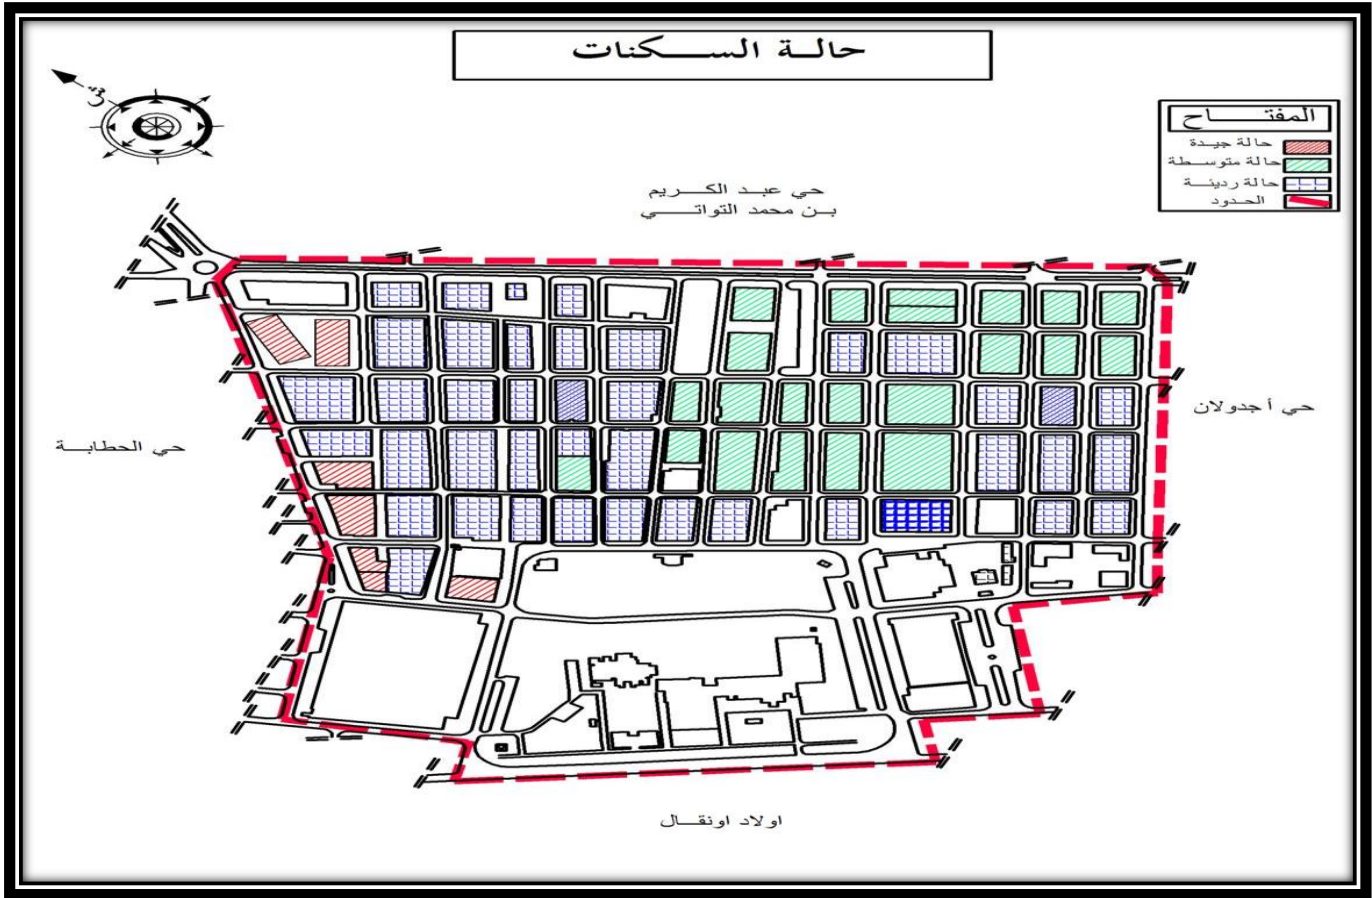 حالة السكنات
ش
المفتاح
حالة جيدة
حالة متوسطة
حالة رديئة
الحدود
حي عبد الكريم
بن محمد التواتي
حي أجدولان
حي الحطابة
اولاد اونقال